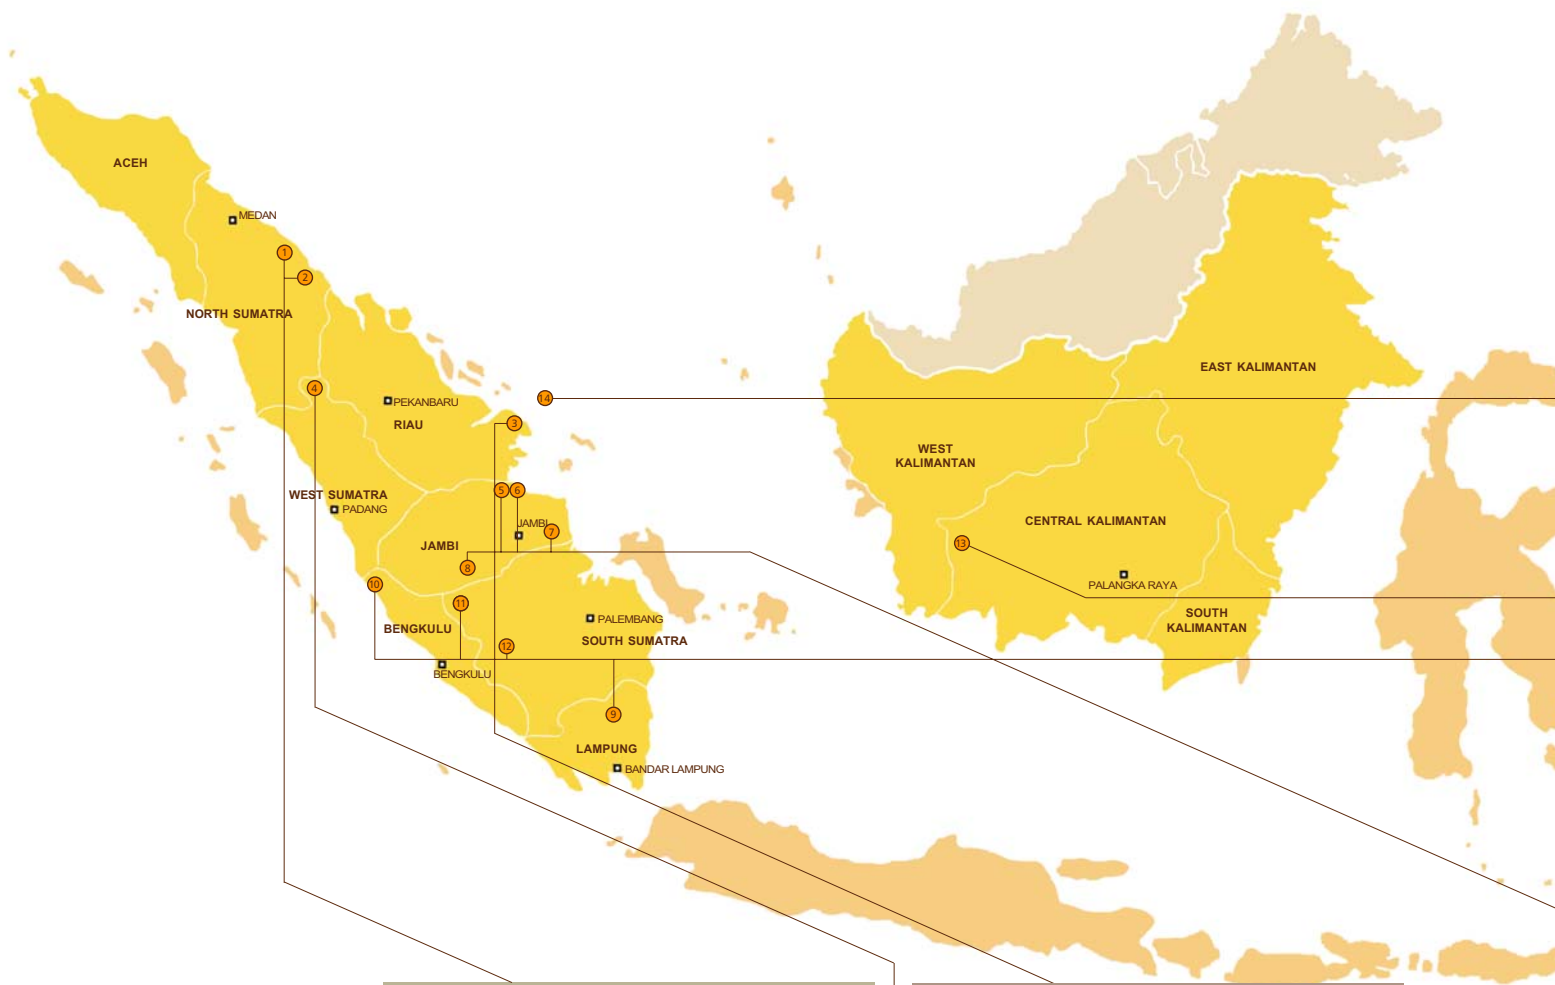 ACEH
MEDAN
1
2
NORTH SUMATRA
EAST KALIMANTAN
4
14
PEKANBARU
RIAU
3
WEST
KALIMANTAN
WEST SUMATRA
5
6
PADANG
JAMBI
7
CENTRAL KALIMANTAN
JAMBI
13
8
10
PALANGKA RAYA
11
BENGKULU
PALEMBANG
SOUTH
KALIMANTAN
SOUTH SUMATRA
12
BENGKULU
9
LAMPUNG
BANDAR LAMPUNG